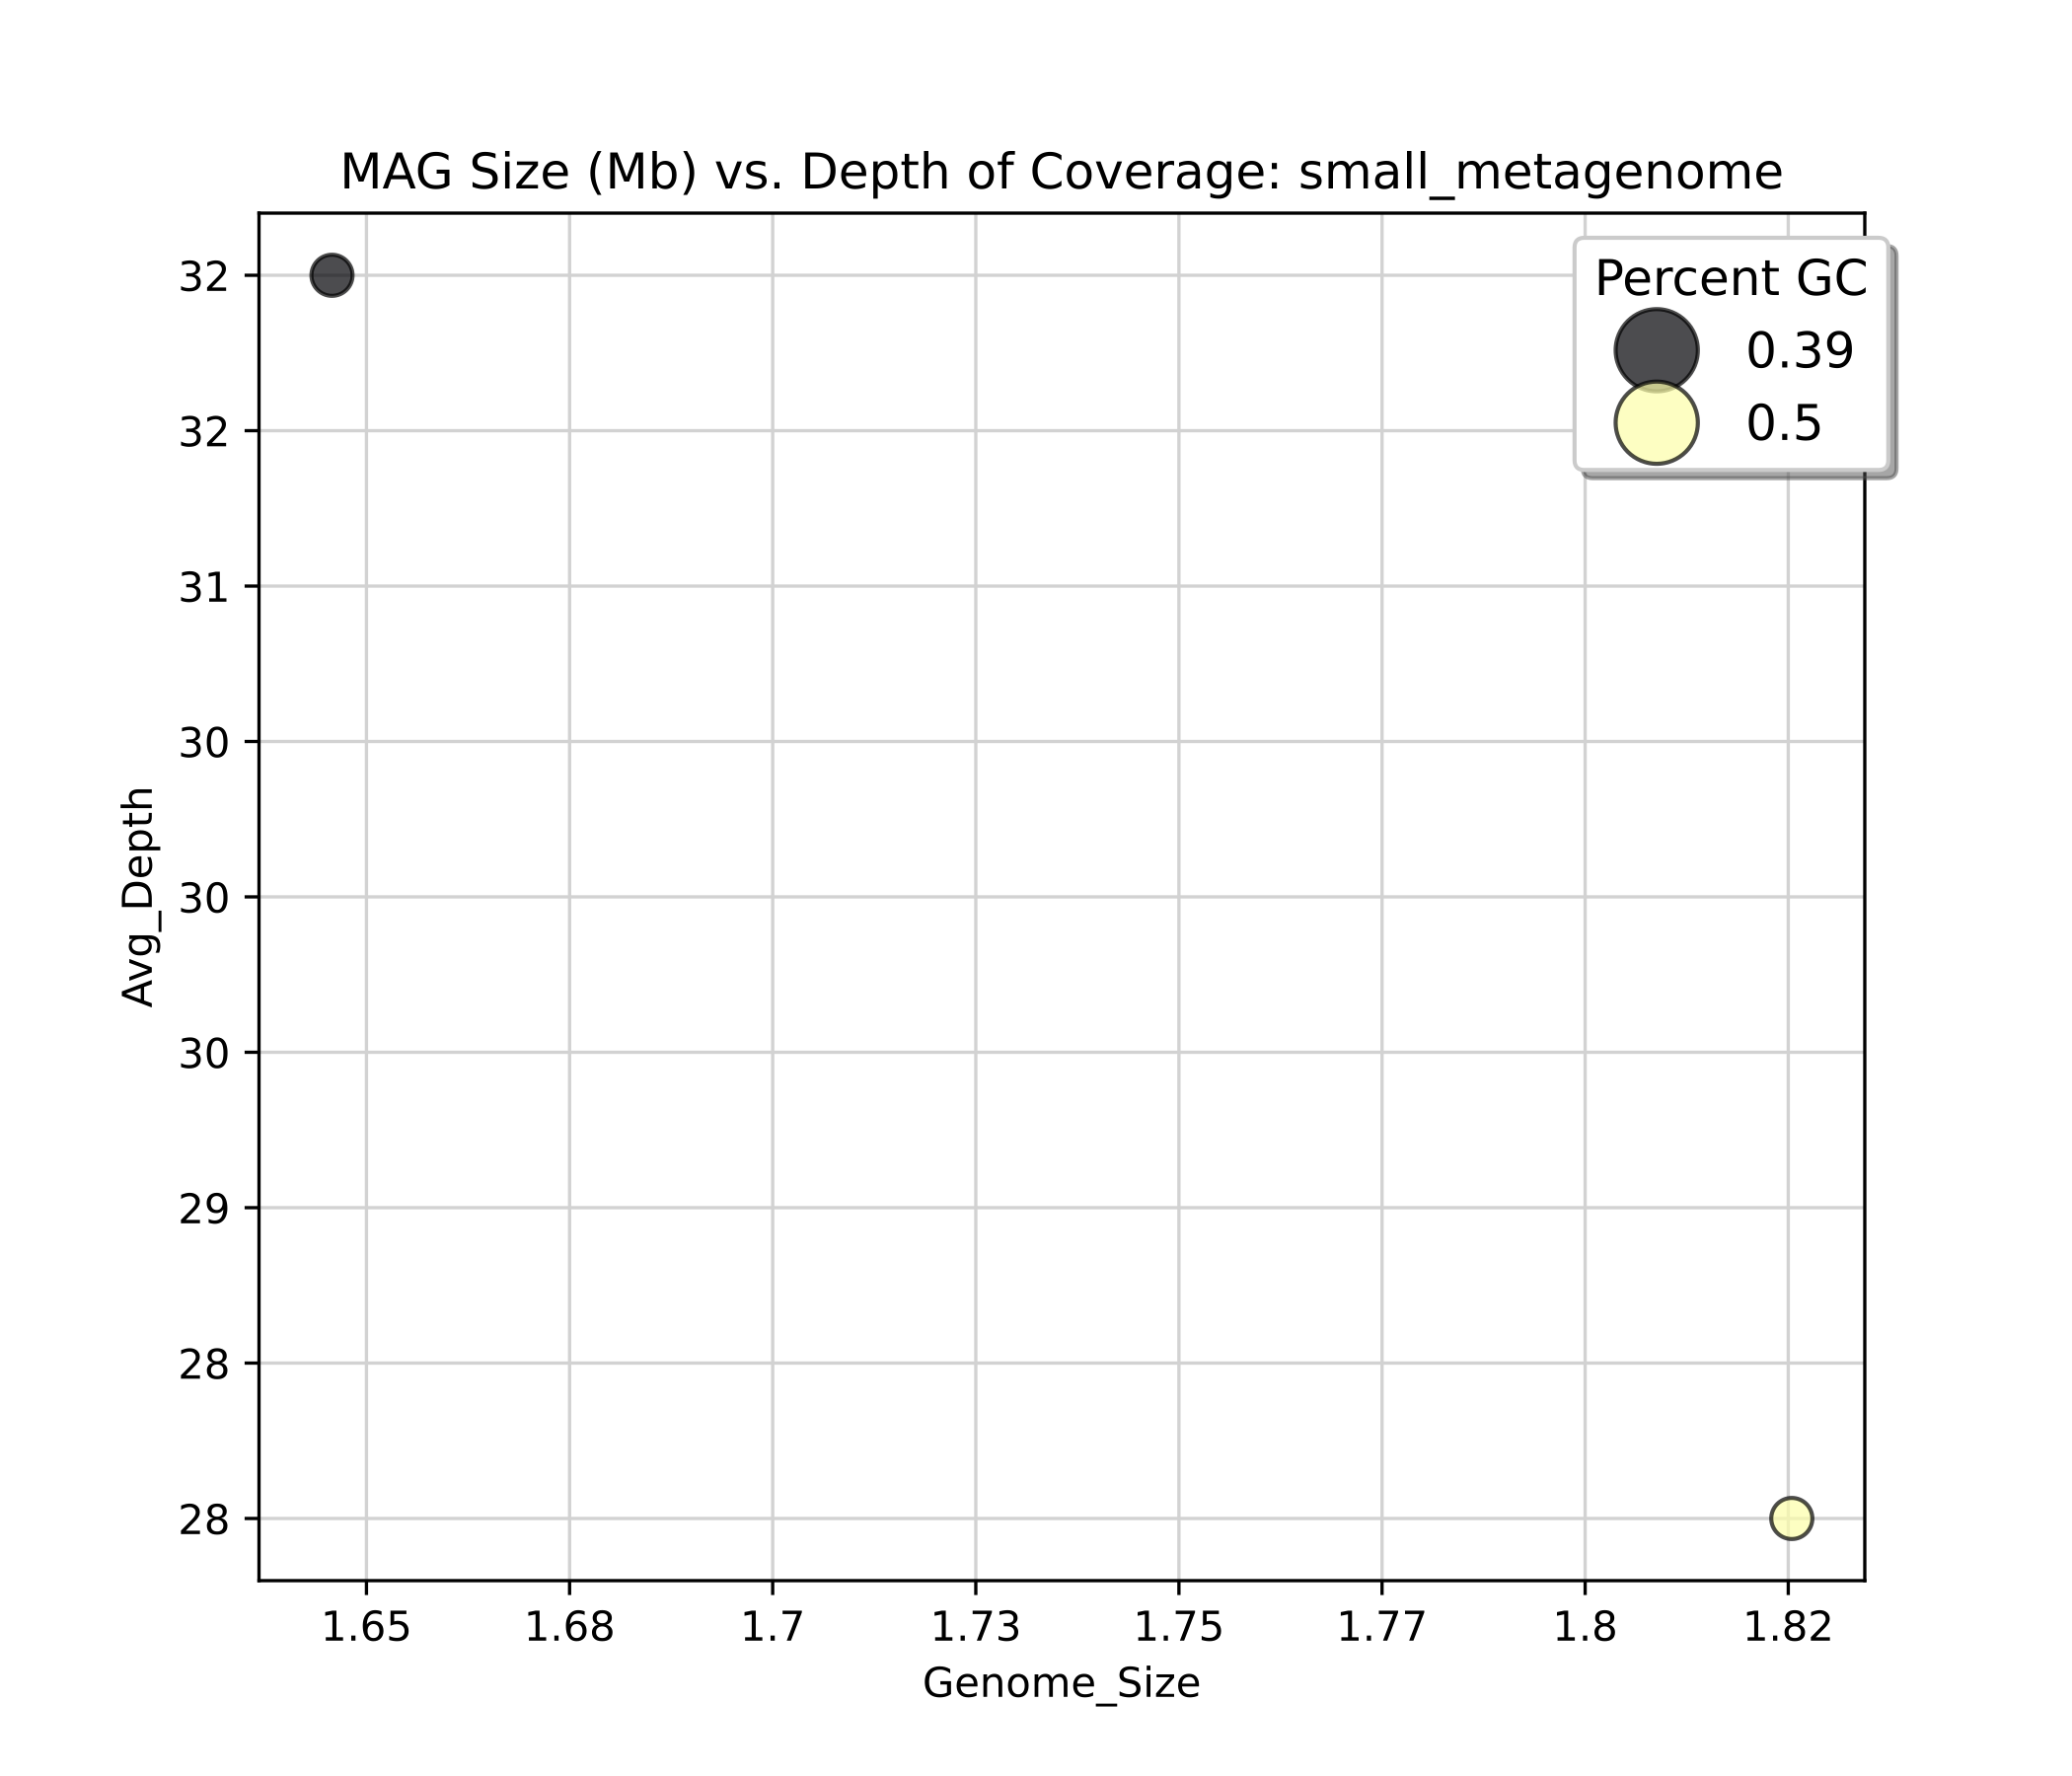 MAG Size (Mb) vs. Depth of Coverage: small_metagenome
Percent GC
0.39
0.5
Avg_Depth
32
32
31
30
30
30
29
28
28
1.65 1.68 1.7 1.73 1.75 1.77 1.8 1.82
Genome_Size